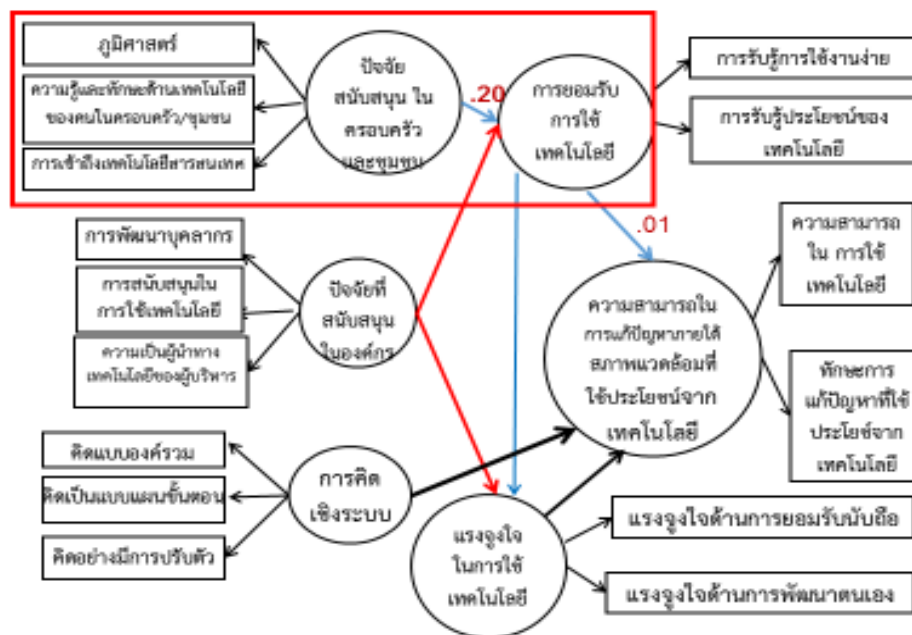 ภูมิศาสตร์
ความรู้และทักษะด้านเทคโนโลยี
ของคนในครอบครัว/ชุมชน
การเข้าถึงเทคโนโลยีสารสนเทศ
ปัจจัย
สนับสนุน ใน
ครอบครัว
และชุมชน
.20
การยอมรับ
การใช้
เทคโนโลยี
การรับรู้การใช้งานง่าย
การรับรู้ประโยชน์ของ
เทคโนโลยี
การพัฒนาบุคลากร
การสนับสนุนใน
การใช้เทคโนโลยี
ความเป็นผู้นำทาง
เทคโนโลยีของผู้บริหาร
ปัจจัยที่
สนับสนุน
ในองค์กร
.01
ความสามารถใน
การแก้ปัญหาภายใต้
สภาพแวดล้อมที่
ใช้ประโยชน์จาก
เทคโนโลยี
ความสามารถ
ใน การใช้
เทคโนโลยี
ทักษะการ
แก้ปัญหาที่ใช้
ประโยช์จาก
เทคโนโลยี
คิดแบบองค์รวม
คิดเป็นแบบแผนขั้นตอน
คิดอย่างมีการปรับตัว
การคิด
เชิงระบบ
แรงจูงใจ
ในการใช้
เทคโนโลยี
แรงจูงใจด้านการยอมรับนับถือ
แรงจูงใจด้านการพัฒนาตนเอง